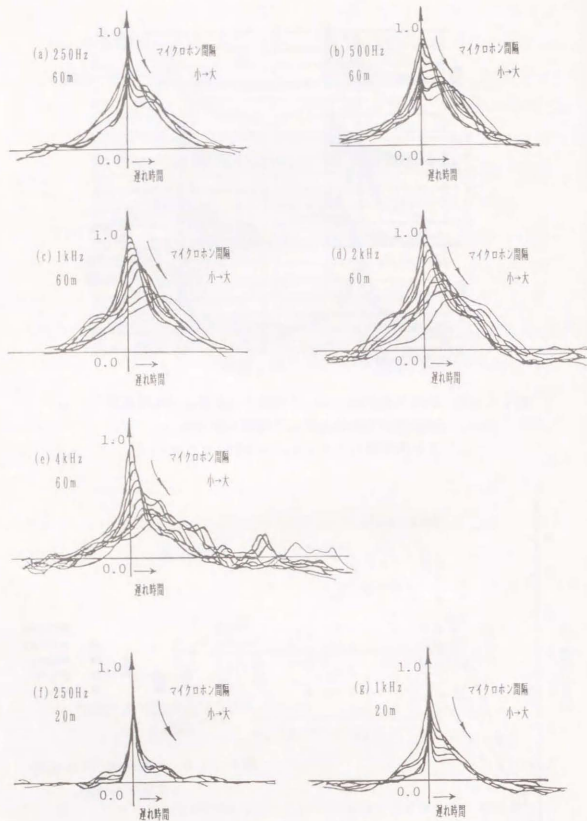 1.0
(a) 250Hz
60m
マイクロホン間隔
小→大
0.0
遅れ時間
1.0
(b) 500Hz
60m
マイクロホン間隔
小→大
0.0
遅れ時間
1.0
(c) 1kHz
60m
マイクロホン間隔
小→大
0.0
遅れ時間
1.0
(d) 2kHz
60m
マイクロホン間隔
小→大
0.0
遅れ時間
1.0
(e) 4kHz
60m
マイクロホン間隔
小→大
0.0
遅れ時間
1.0
(f) 250Hz
20m
マイクロホン間隔
小→大
0.0
遅れ時間
1.0
(g) 1kHz
20m
マイクロホン間隔
小→大
0.0
遅れ時間